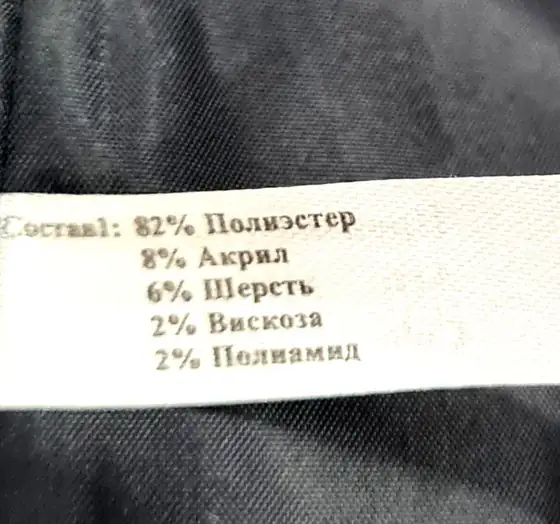 Состав1: 82% Полиэстер
8% Акрил
6% Шерсть
2% Вискоза
2% Полиамид